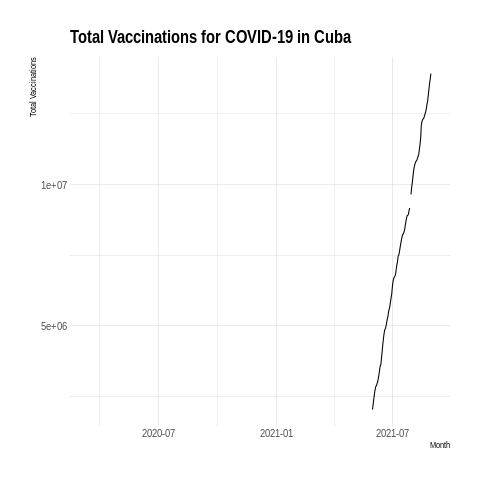 Total Vaccinations for COVID-19 in Cuba
Total Vaccinations
1e+07
5e+06
2020-07
2021-01
2021-07
Month